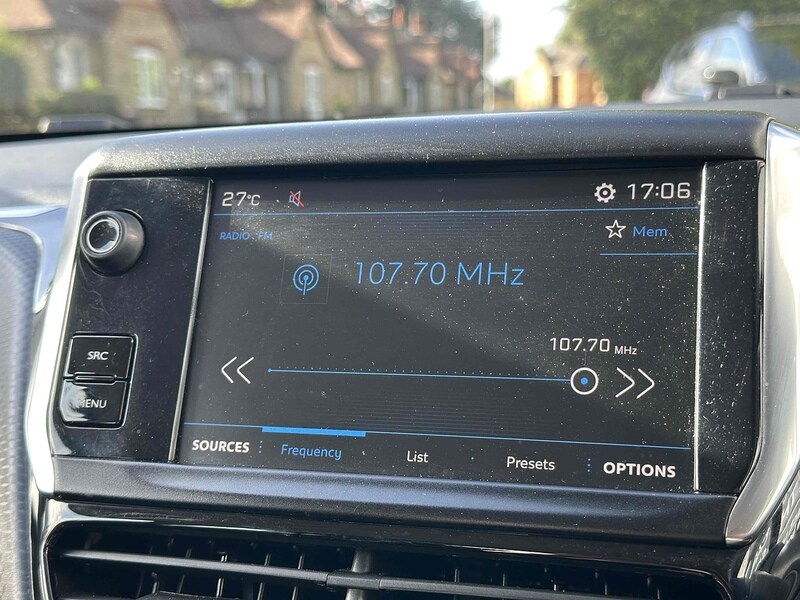 27°C
17:06
RADIO FM
Mem
107.70 MHz
107.70 MHz
SRC
MENU
SOURCES
Frequency
List
Presets
OPTIONS